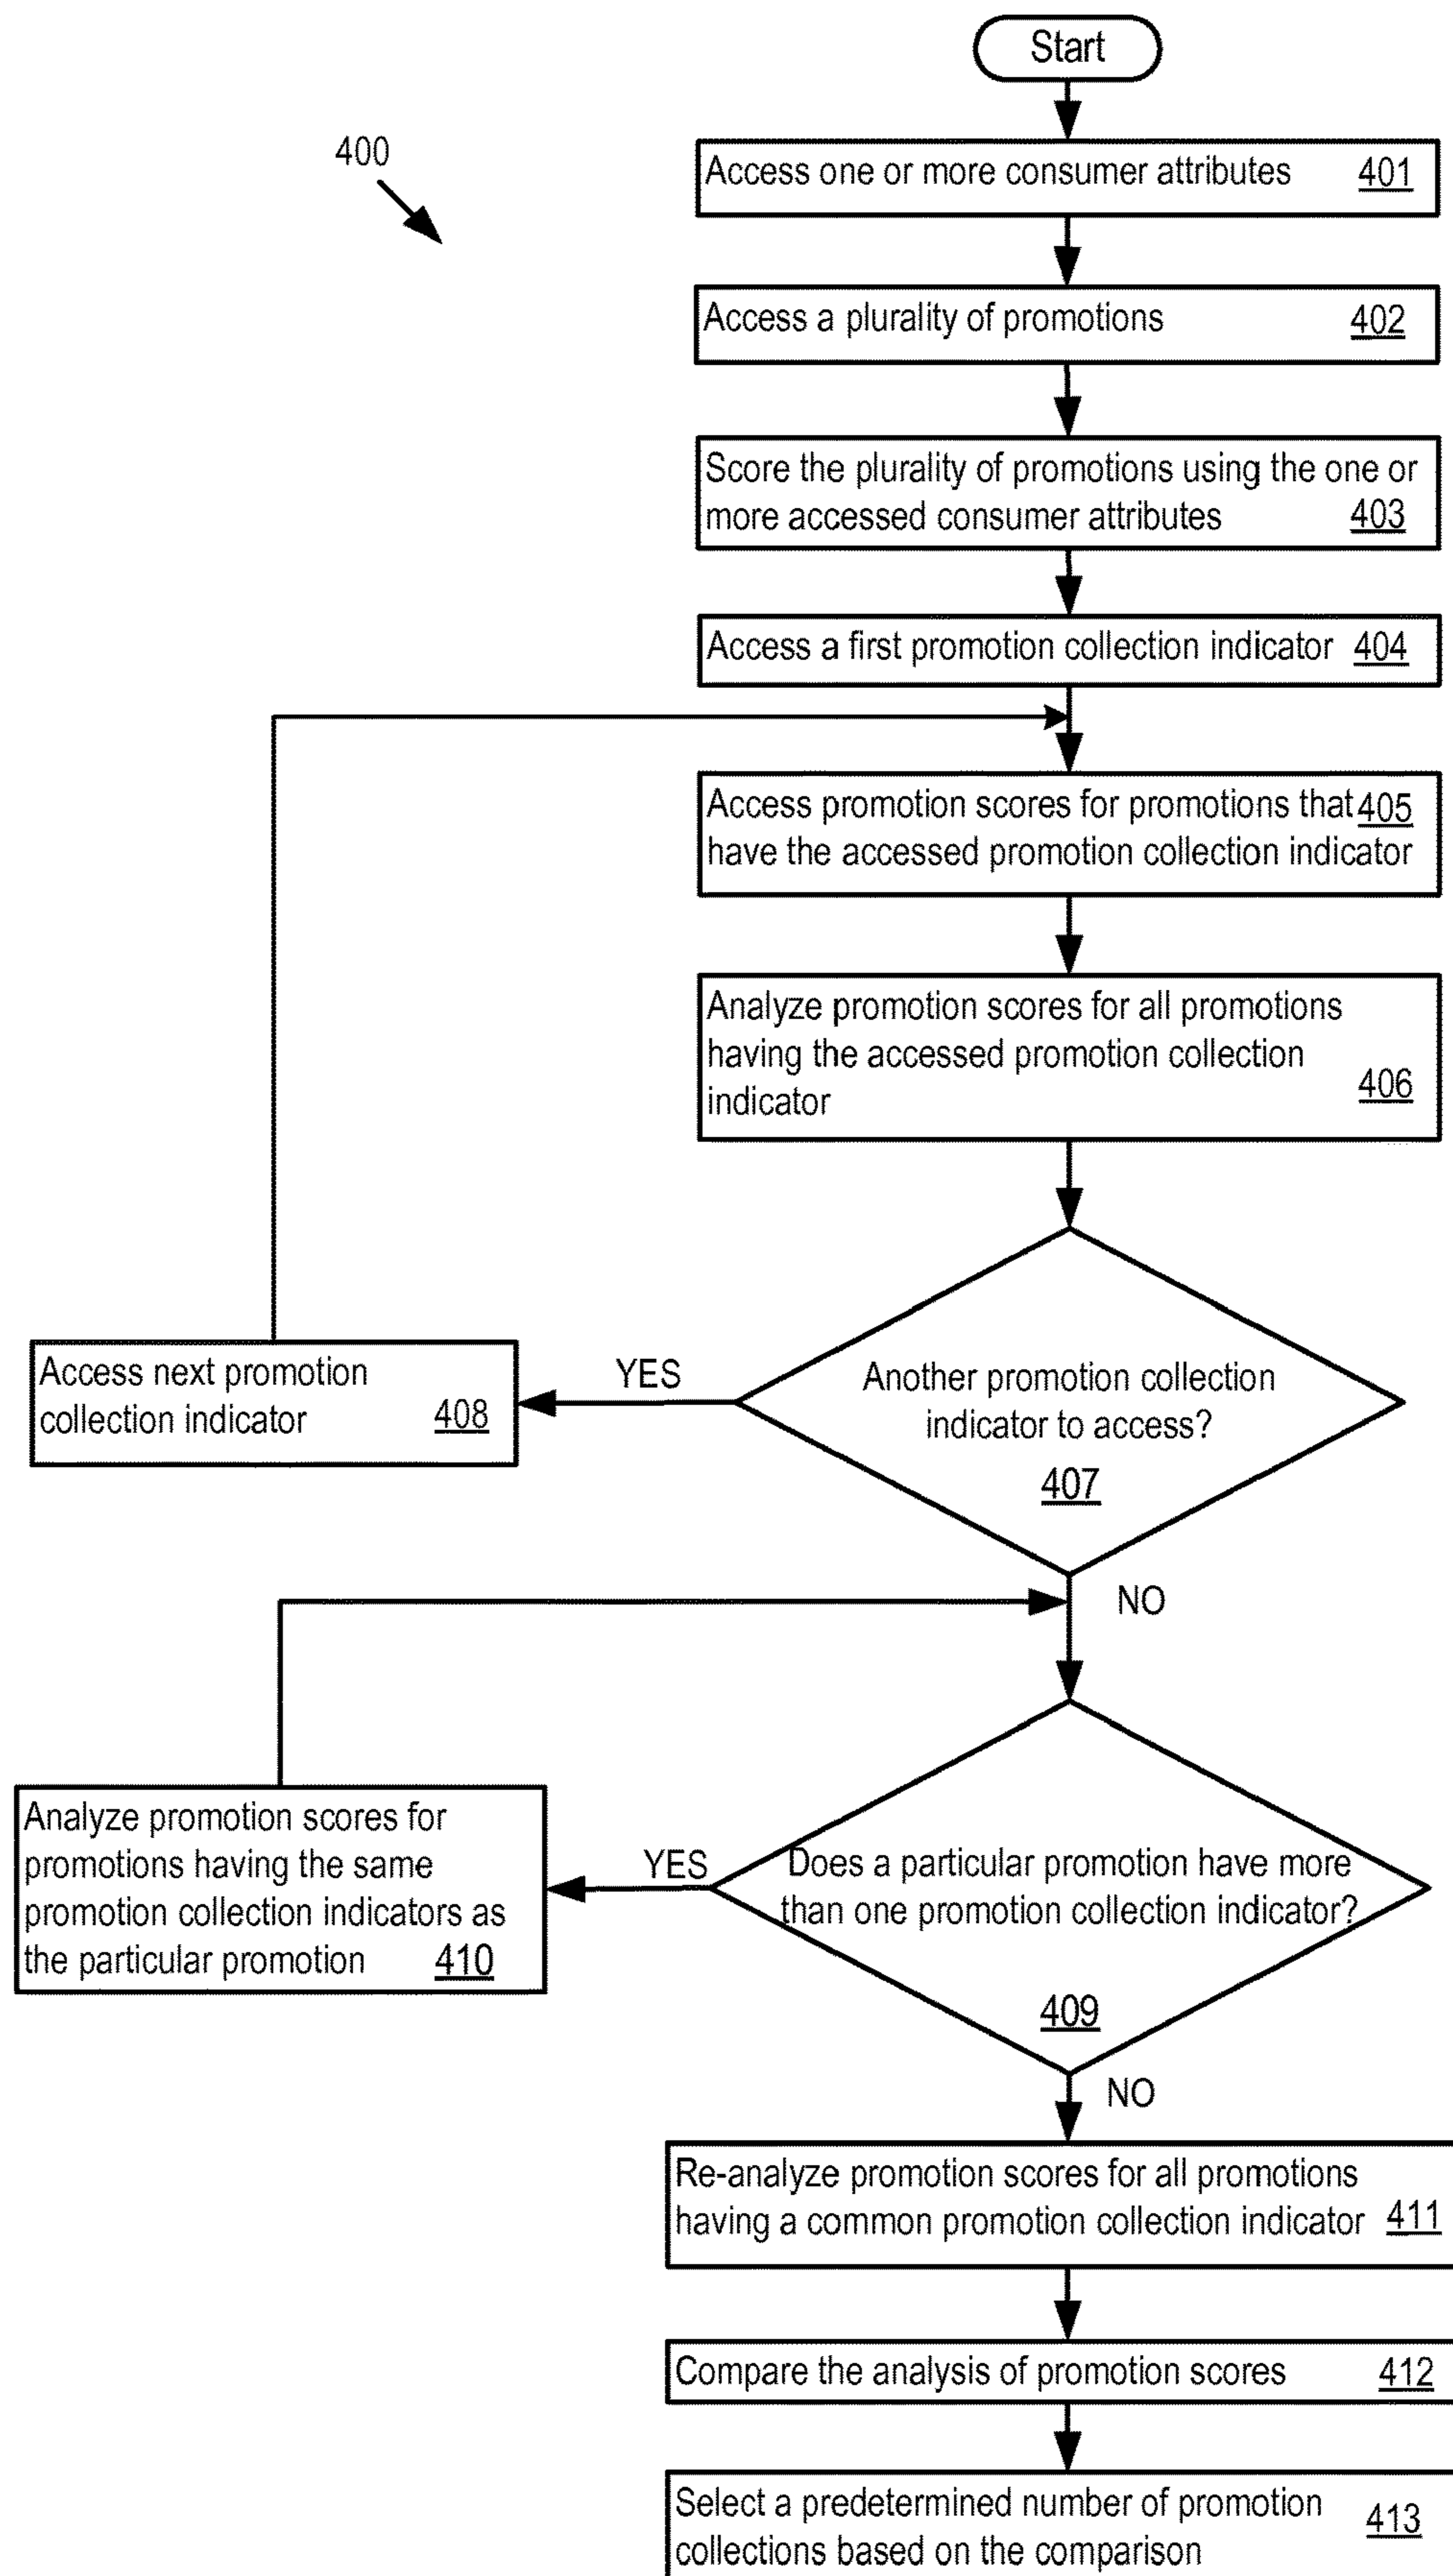 Start
400
Access one or more consumer attributes 401
Access a plurality of promotions 402
Score the plurality of promotions using the one or
more accessed consumer attributes 403
Access a first promotion collection indicator 404
Access promotion scores for promotions that 405
have the accessed promotion collection indicator
Analyze promotion scores for all promotions
having the accessed promotion collection
indicator 406
Another promotion collection
indicator to access?
407
YES
Access next promotion
collection indicator 408
NO
Does a particular promotion have more
than one promotion collection indicator?
409
YES
Analyze promotion scores for
promotions having the same
promotion collection indicators as
the particular promotion 410
NO
Re-analyze promotion scores for all promotions
having a common promotion collection indicator 411
Compare the analysis of promotion scores 412
Select a predetermined number of promotion 413
collections based on the comparison